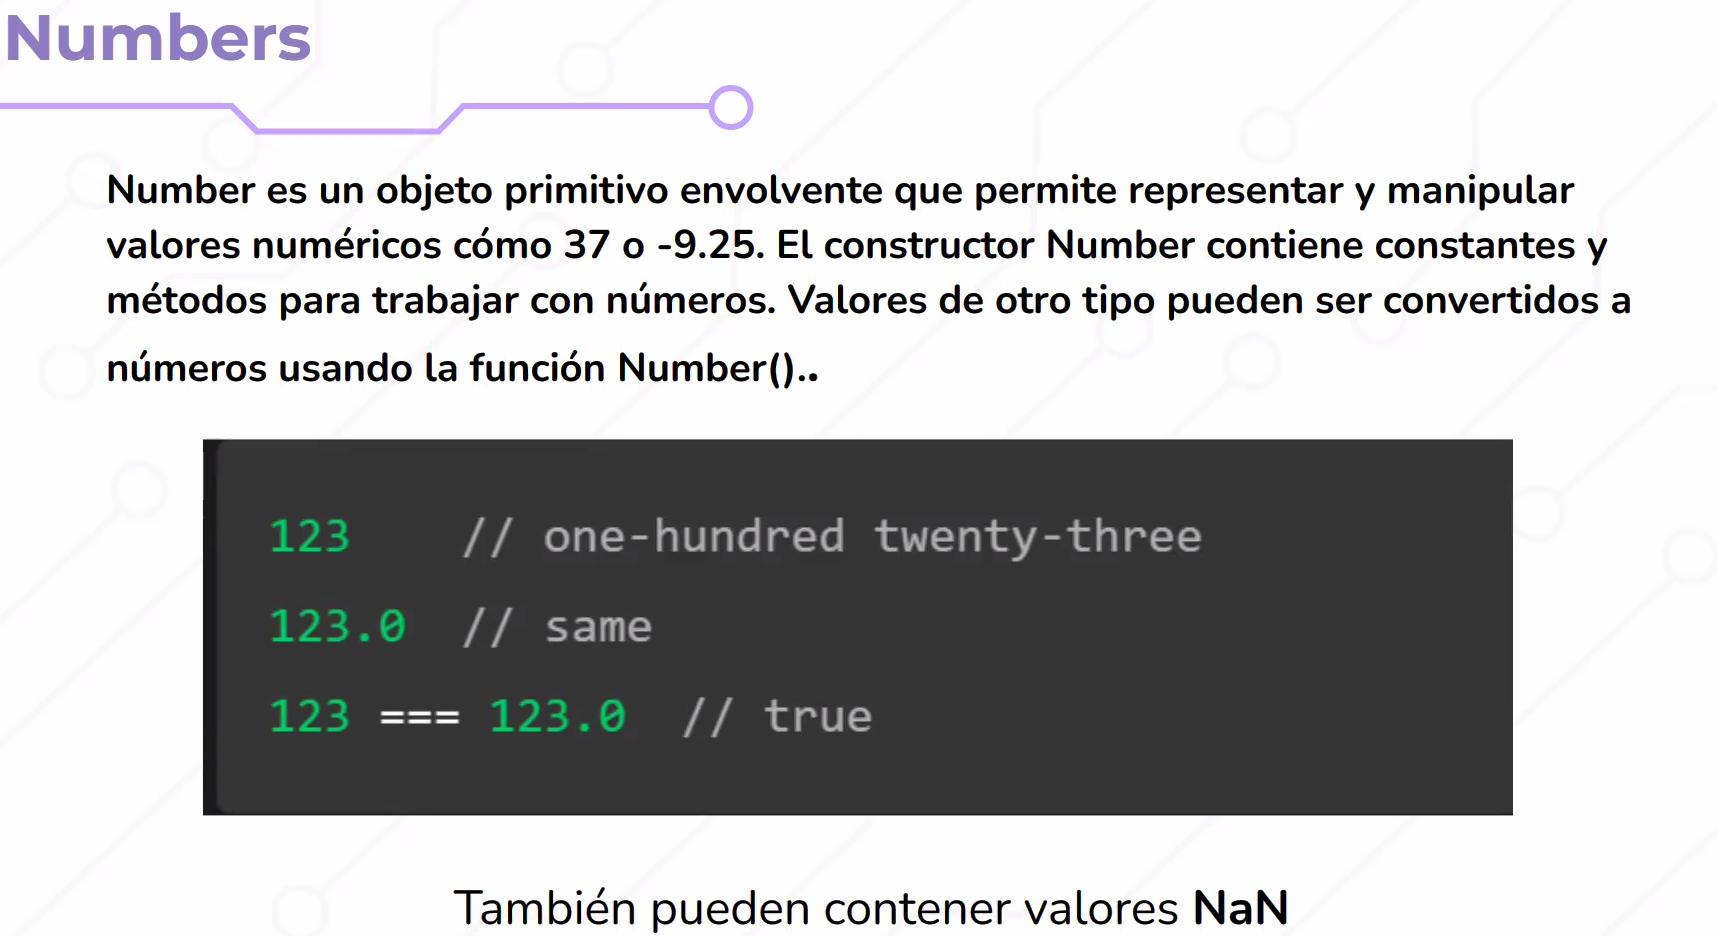 Numbers
Number es un objeto primitivo envolvente que permite representar y manipular
valores numéricos cómo 37 o -9.25. El constructor Number contiene constantes y
métodos para trabajar con números. Valores de otro tipo pueden ser convertidos a
números usando la función Number()..
123    // one-hundred twenty-three
123.0  // same
123 === 123.0  // true
También pueden contener valores NaN